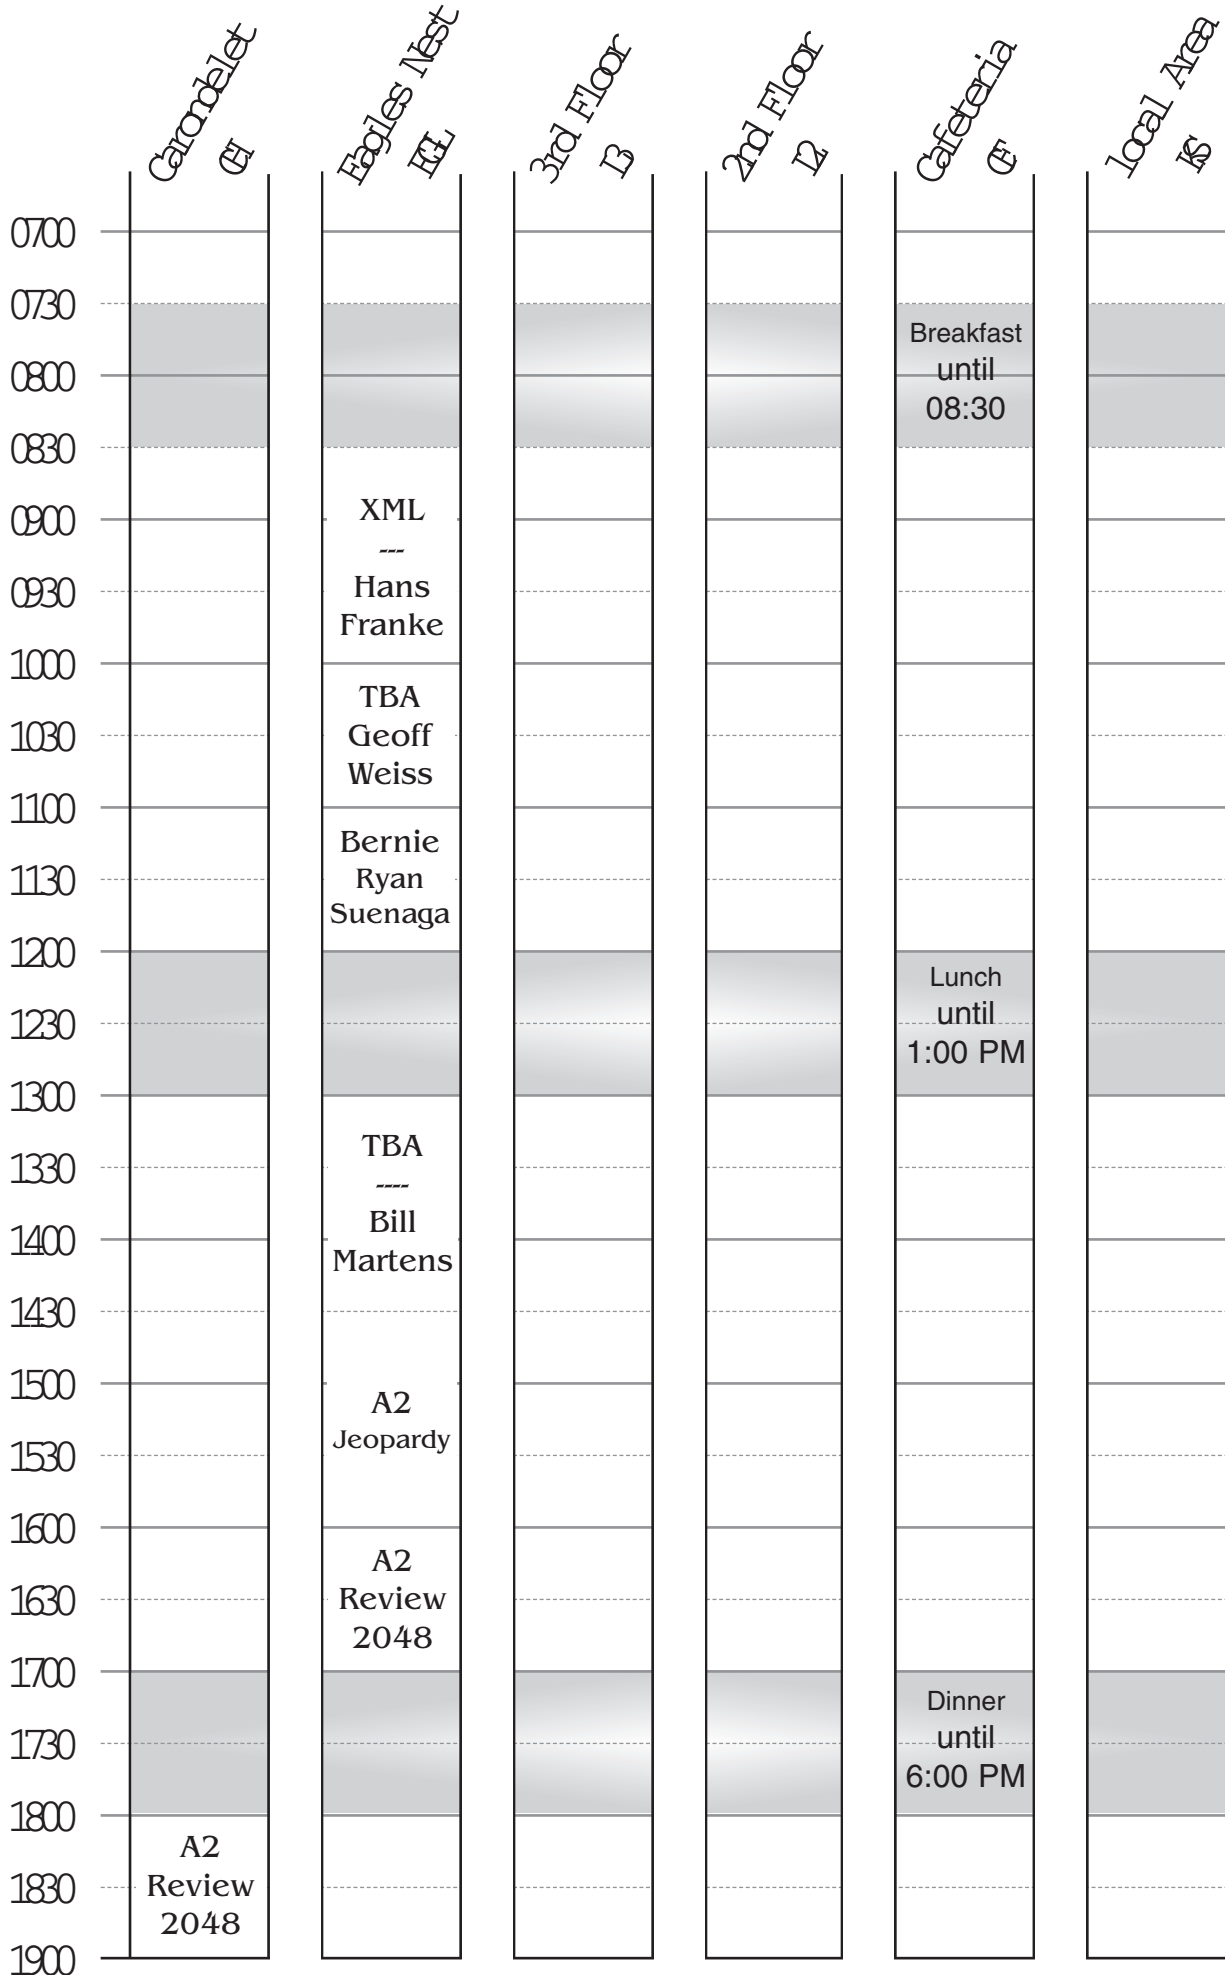 Carondelet
CH
Eagles Nest
EGL
3rd Floor
L3
2nd Floor
L2
Cafeteria
CF
local Area
KS
0700
0730
0800
0830
0900
0930
1000
1030
1100
1130
1200
1230
1300
1330
1400
1430
1500
1530
1600
1630
1700
1730
1800
1830
1900
Breakfast
until
08:30
XML
---
Hans
Franke
TBA
Geoff
Weiss
Bernie
Ryan
Suenaga
Lunch
until
1:00 PM
TBA
----
Bill
Martens
A2
Jeopardy
A2
Review
2048
Dinner
until
6:00 PM
A2
Review
2048